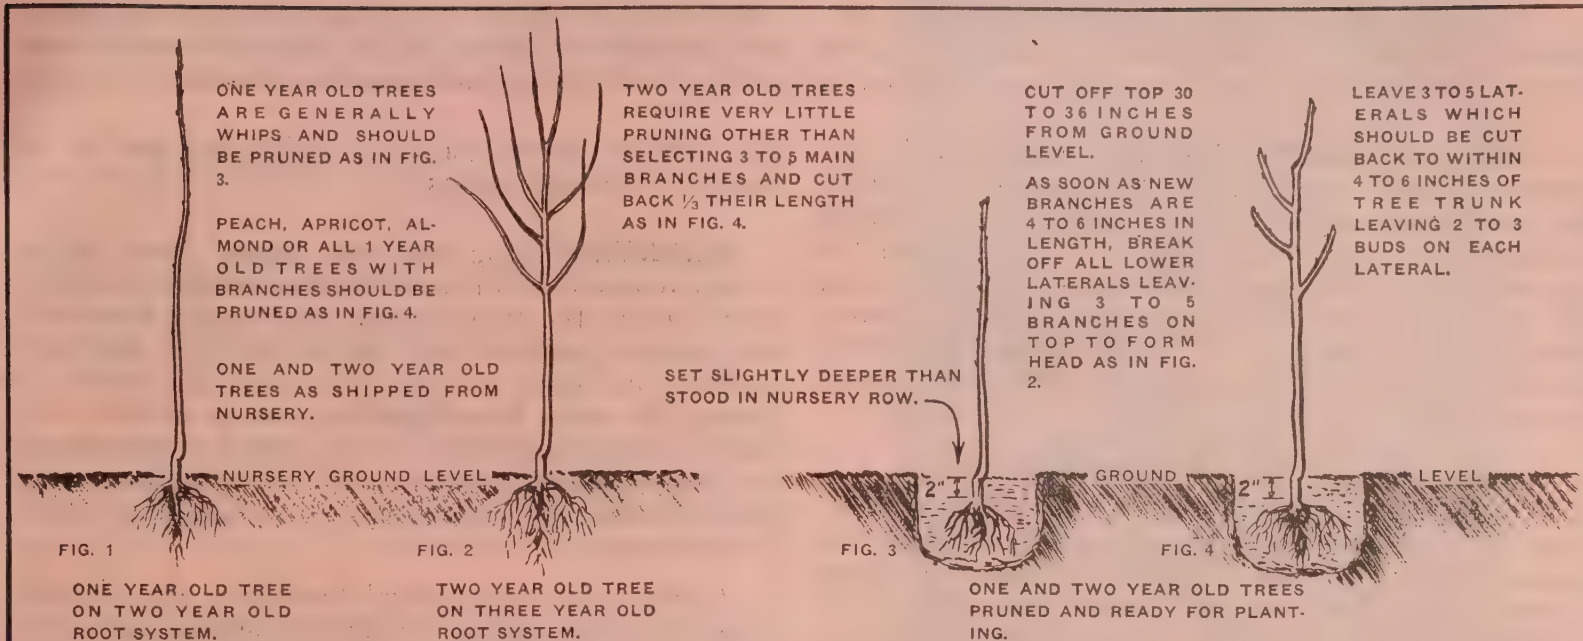 ONE YEAR OLD TREES
ARE GENERALLY
WHIPS AND SHOULD
BE PRUNED AS IN FIG.
3.
PEACH, APRICOT, AL-
MOND OR ALL 1 YEAR
OLD TREES WITH
BRANCHES SHOULD BE
PRUNED AS IN FIG. 4.
ONE AND TWO YEAR OLD
TREES AS SHIPPED FROM
NURSERY.
TWO YEAR OLD TREES
REQUIRE VERY LITTLE
PRUNING OTHER THAN
SELECTING 3 TO 5 MAIN
BRANCHES AND CUT
BACK 1/3 THEIR LENGTH
AS IN FIG. 4.
NURSERY GROUND LEVEL
FIG. 1
ONE YEAR OLD TREE
ON TWO YEAR OLD
ROOT SYSTEM.
FIG. 2
TWO YEAR OLD TREE
ON THREE YEAR OLD
ROOT SYSTEM.
SET SLIGHTLY DEEPER THAN
STOOD IN NURSERY ROW.
CUT OFF TOP 30
TO 36 INCHES
FROM GROUND
LEVEL.
AS SOON AS NEW
BRANCHES ARE
4 TO 6 INCHES IN
LENGTH, BREAK
OFF ALL LOWER
LATERALS LEAV-
ING 3 TO 5
BRANCHES ON
TOP TO FORM
HEAD AS IN FIG.
2.
LEAVE 3 TO 5 LAT-
ERALS WHICH
SHOULD BE CUT
BACK TO WITHIN
4 TO 6 INCHES OF
TREE TRUNK
LEAVING 2 TO 3
BUDS ON EACH
LATERAL.
2" GROUND 2" LEVEL
FIG. 3
FIG. 4
ONE AND TWO YEAR OLD TREES
PRUNED AND READY FOR PLANT-
ING.